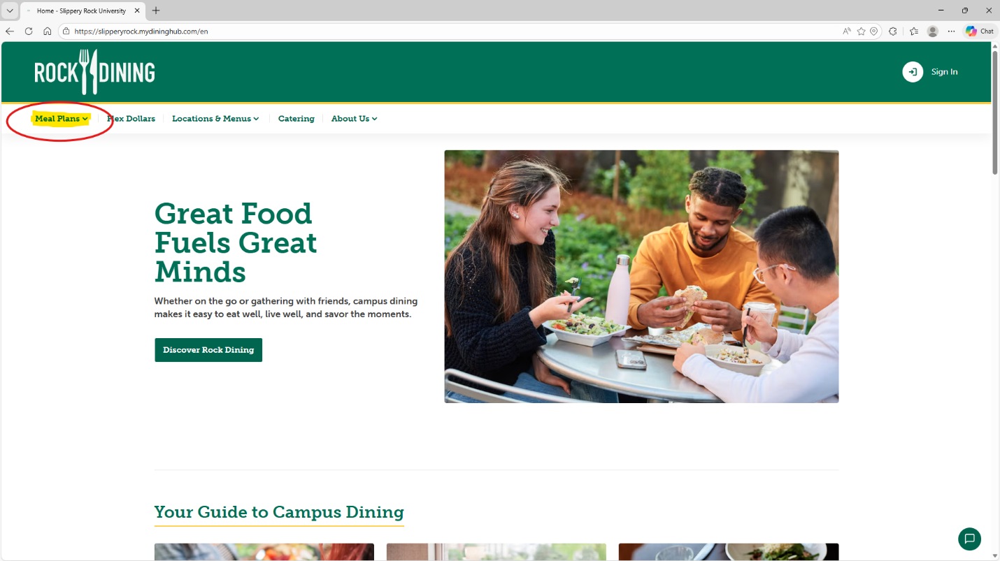 Home - Slippery Rock University
https://slipperyrock.mydininghub.com/en
Chat
ROCK DINING
Sign In
Meal Plans
Flex Dollars
Locations & Menus
Catering
About Us
Great Food
Fuels Great
Minds
Whether on the go or gathering with friends, campus dining
makes it easy to eat well, live well, and savor the moments.
Discover Rock Dining
Your Guide to Campus Dining